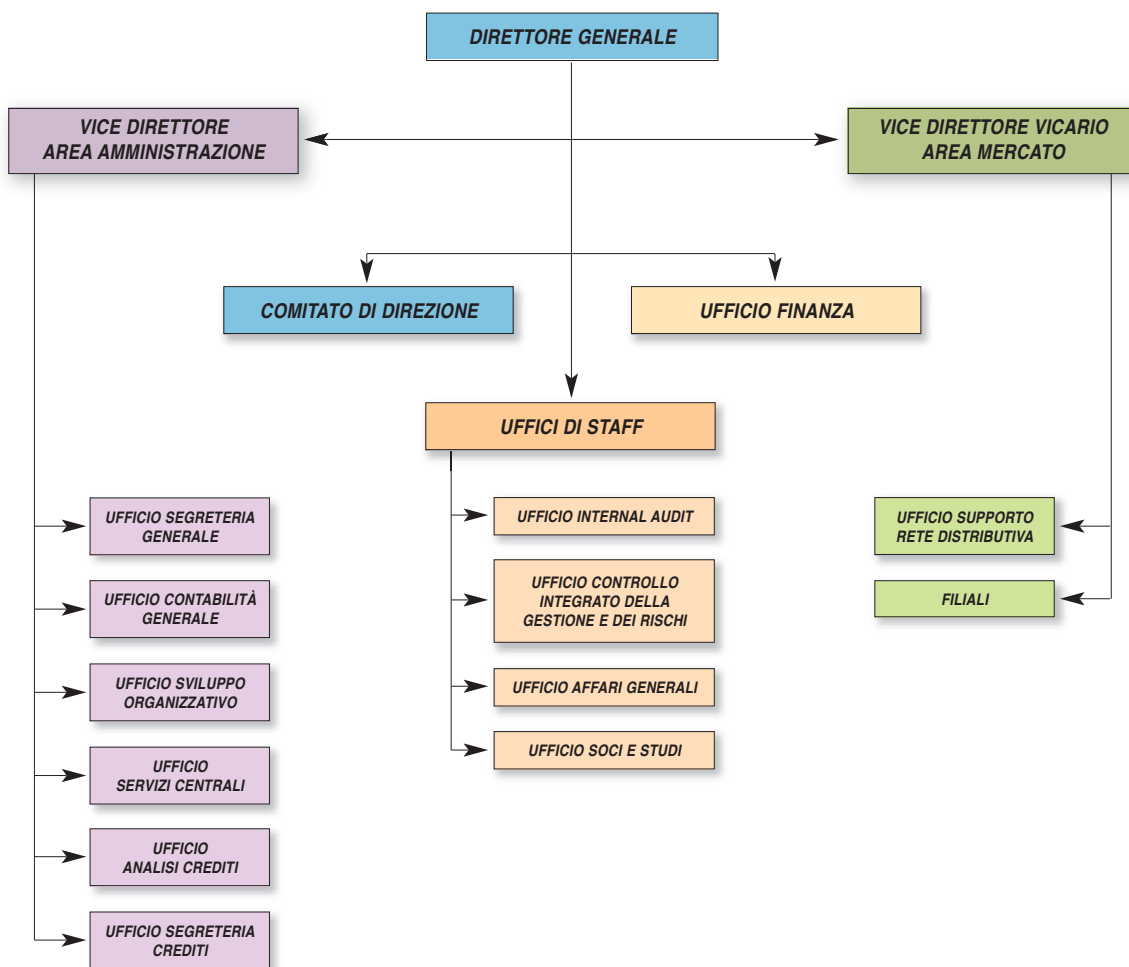 DIRETTORE GENERALE
VICE DIRETTORE
AREA AMMINISTRAZIONE
VICE DIRETTORE VICARIO
AREA MERCATO
COMITATO DI DIREZIONE
UFFICIO FINANZA
UFFICI DI STAFF
UFFICIO SEGRETERIA
GENERALE
UFFICIO CONTABILITÀ
GENERALE
UFFICIO SVILUPPO
ORGANIZZATIVO
UFFICIO
SERVIZI CENTRALI
UFFICIO
ANALISI CREDITI
UFFICIO SEGRETERIA
CREDITI
UFFICIO INTERNAL AUDIT
UFFICIO CONTROLLO
INTEGRATO DELLA
GESTIONE E DEI RISCHI
UFFICIO AFFARI GENERALI
UFFICIO SOCI E STUDI
UFFICIO SUPPORTO
RETE DISTRIBUTIVA
FILIALI